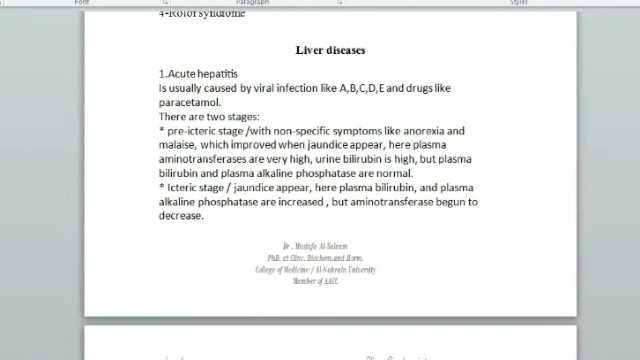 Font
Paragraph
Styles
4-Rotor syndrome
Liver diseases
1.Acute hepatitis
Is usually caused by viral infection like A,B,C,D,E and drugs like
paracetamol.
There are two stages:
* pre-icteric stage /with non-specific symptoms like anorexia and
malaise, which improved when jaundice appear, here plasma
aminotransferases are very high, urine bilirubin is high, but plasma
bilirubin and plasma alkaline phosphatase are normal.
* Icteric stage / jaundice appear, here plasma bilirubin, and plasma
alkaline phosphatase are increased , but aminotransferase begun to
decrease.
Dr . Mustafa Al-Saleam
PhD. at Clinc. Biochem.and Horm.
College of Medicine / Al-Nahrain University
Member of AACC